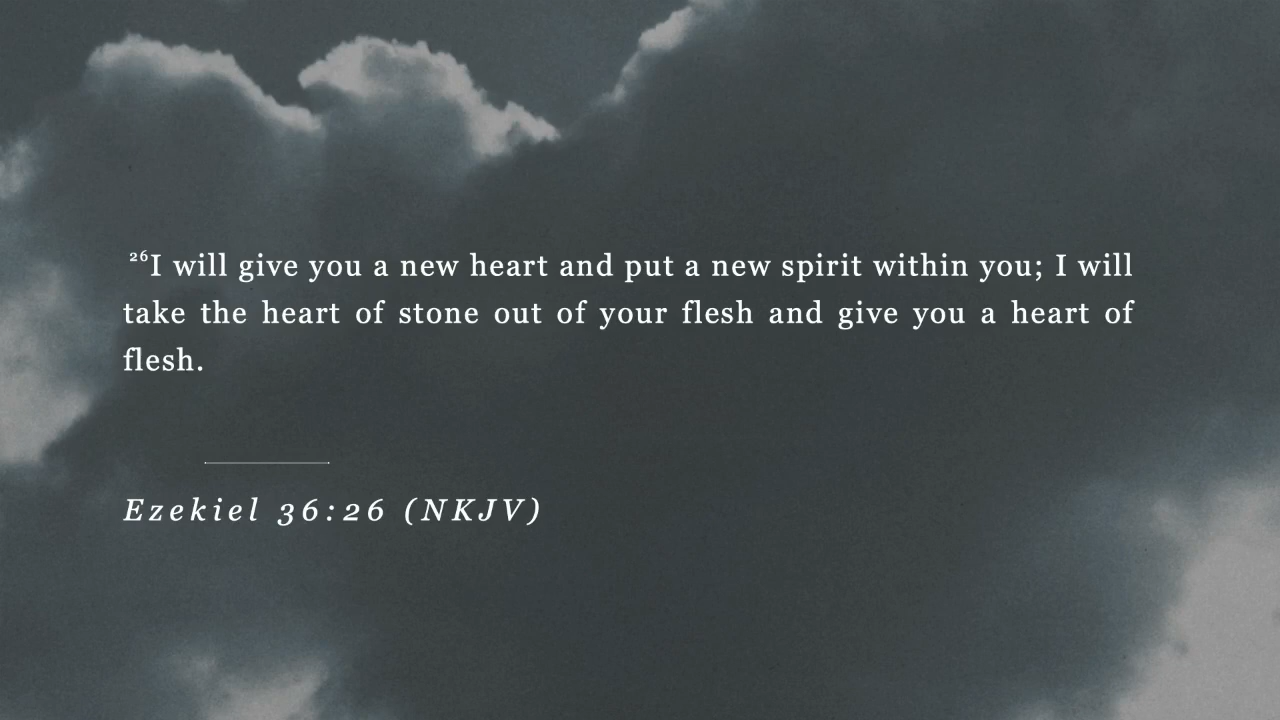 ²⁶I will give you a new heart and put a new spirit within you; I will
take the heart of stone out of your flesh and give you a heart of
flesh.
Ezekiel 36:26 (NKJV)